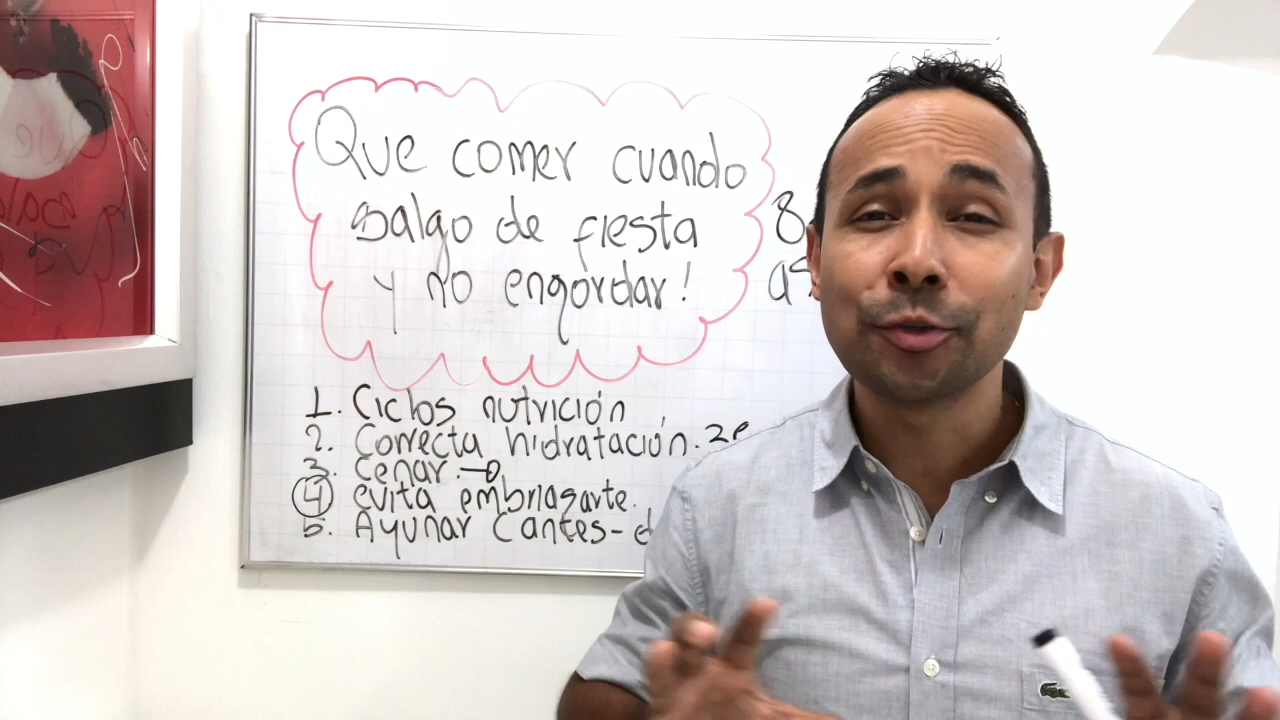 Que comer cuando
salgo de fiesta
y no engordar!
1. Ciclos nutrición
2. Correcta hidratación.
3. Cenar
4 evita embriagarte.
5. Ayunar Cantes-